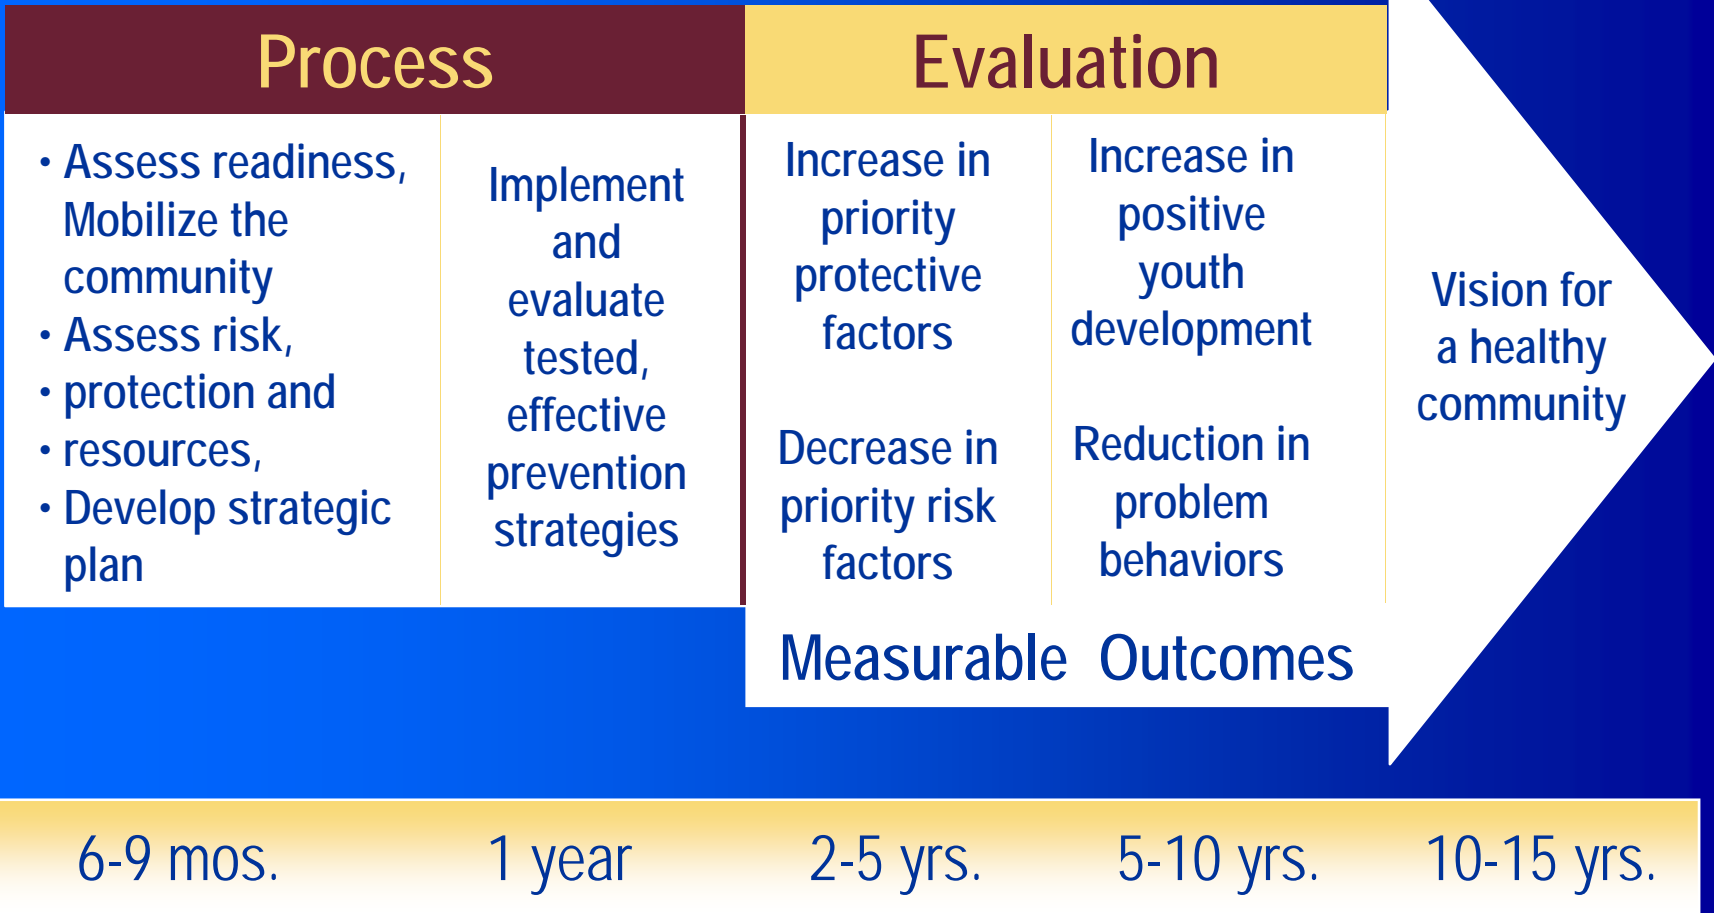 Process
Evaluation
• Assess readiness,
Mobilize the
community
• Assess risk,
• protection and
• resources,
• Develop strategic
plan
Implement
and
evaluate
tested,
effective
prevention
strategies
Increase in
priority
protective
factors
Decrease in
priority risk
factors
Increase in
positive
youth
development
Reduction in
problem
behaviors
Measurable Outcomes
Vision for
a healthy
community
6-9 mos.
1 year
2-5 yrs.
5-10 yrs.
10-15 yrs.